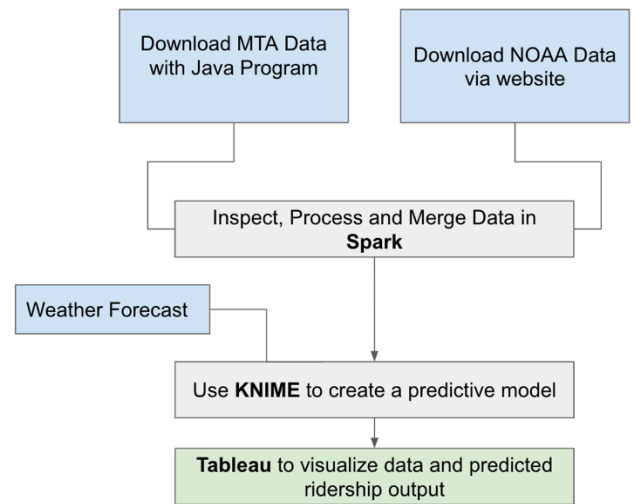 Download MTA Data
with Java Program
Download NOAA Data
via website
Inspect, Process and Merge Data in
Spark
Weather Forecast
Use KNIME to create a predictive model
Tableau to visualize data and predicted
ridership output